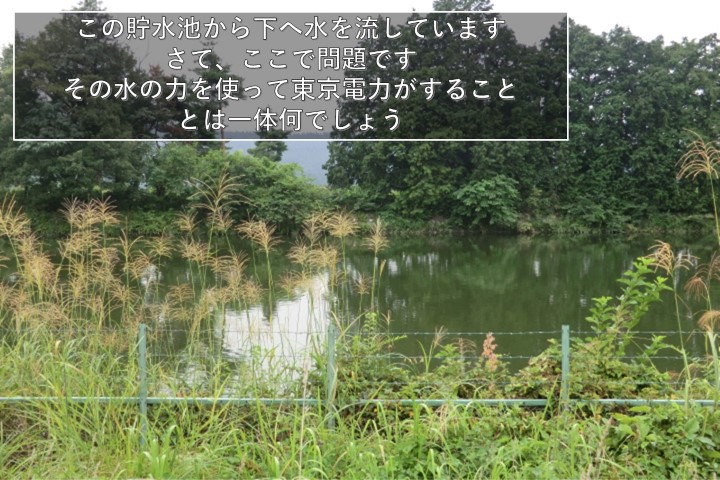 この貯水池から下へ水を流しています
さて、ここで問題です
その水の力を使って東京電力がすること
とは一体何でしょう